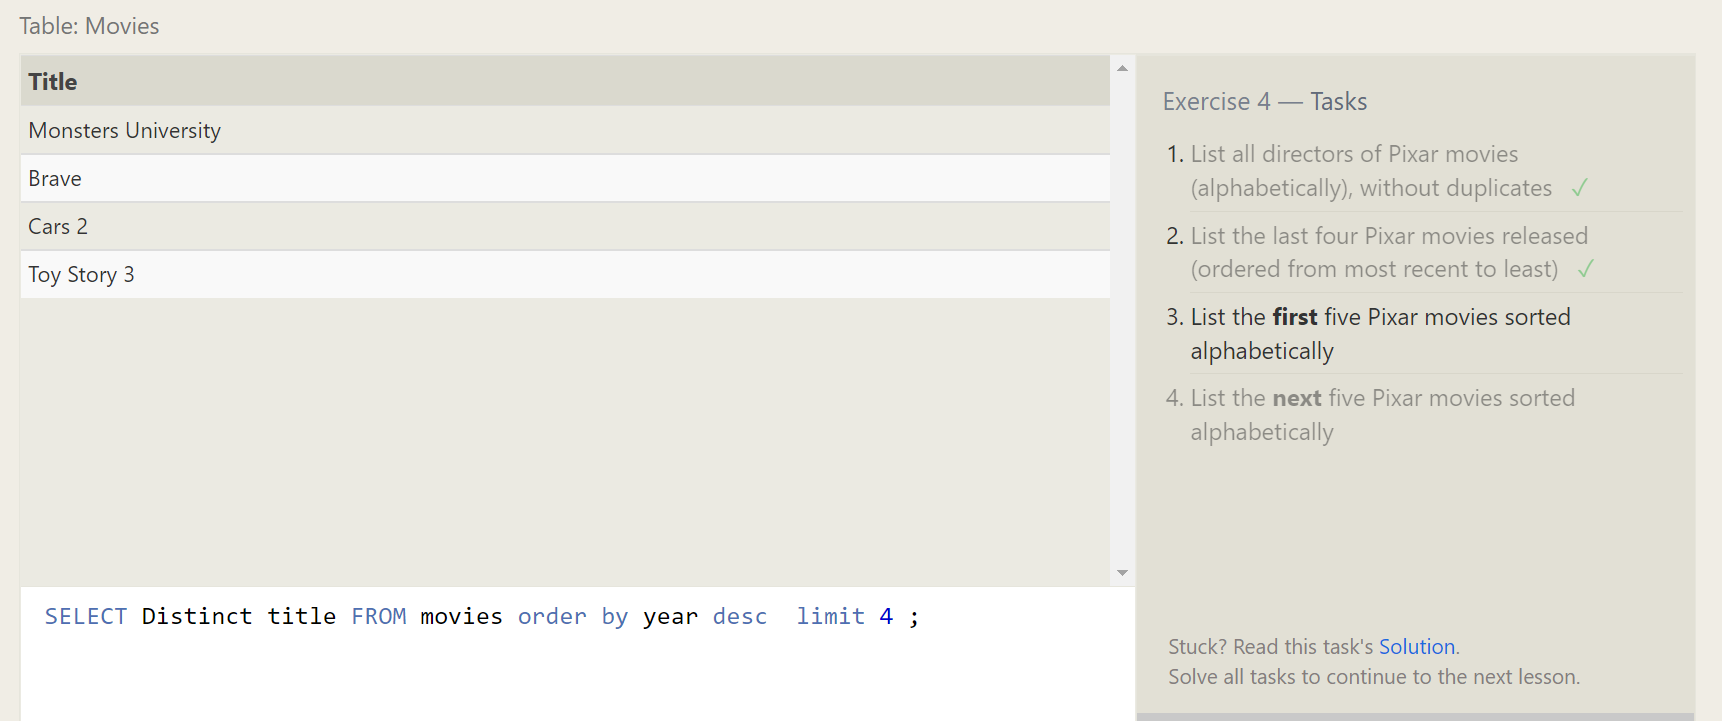 Table: Movies
Title
Monsters University
Brave
Cars 2
Toy Story 3
SELECT Distinct title FROM movies order by year desc  limit 4 ;
Exercise 4 — Tasks
1. List all directors of Pixar movies
(alphabetically), without duplicates ✓
2. List the last four Pixar movies released
(ordered from most recent to least) ✓
3. List the first five Pixar movies sorted
alphabetically
4. List the next five Pixar movies sorted
alphabetically
Stuck? Read this task's Solution.
Solve all tasks to continue to the next lesson.